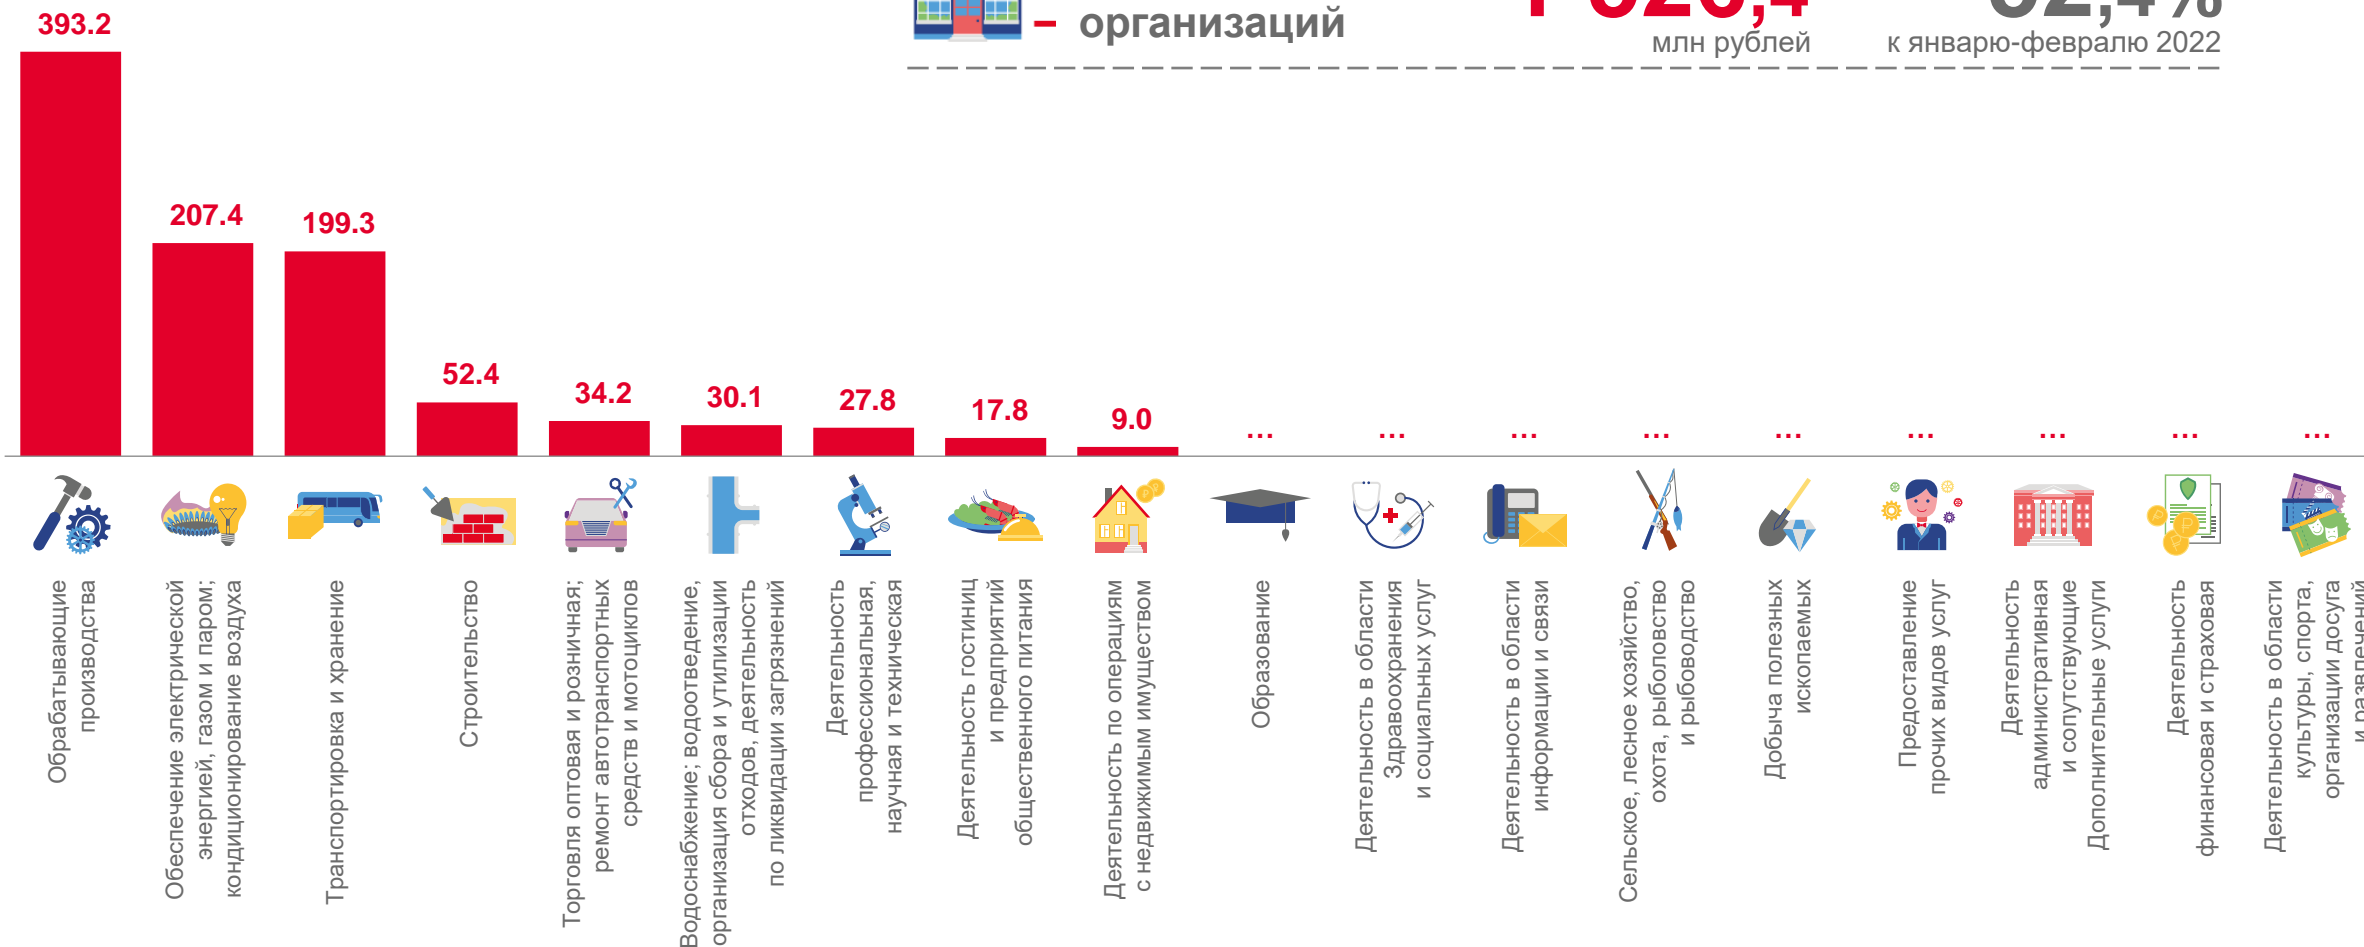 393.2
– организаций
млн рублей
к январю-февралю 2022
207.4
199.3
52.4
34.2
30.1
27.8
17.8
9.0
...
...
...
...
...
...
...
...
...
Обрабатывающие
производства
Обеспечение электрической
энергией, газом и паром;
кондиционирование воздуха
Транспортировка и хранение
Строительство
Торговля оптовая и розничная;
ремонт автотранспортных
средств и мотоциклов
Водоснабжение; водоотведение,
организация сбора и утилизации
отходов, деятельность
по ликвидации загрязнений
Деятельность
профессиональная,
научная и техническая
Деятельность гостиниц
и предприятий
общественного питания
Деятельность по операциям
с недвижимым имуществом
Образование
Деятельность в области
Здравоохранения
и социальных услуг
Деятельность в области
информации и связи
Сельское, лесное хозяйство,
охота, рыболовство
и рыбоводство
Добыча полезных
ископаемых
Предоставление
прочих видов услуг
Деятельность
административная
и сопутствующие
Дополнительные услуги
Деятельность
финансовая и страховая
Деятельность в области
культуры, спорта,
организации досуга
и развлечений